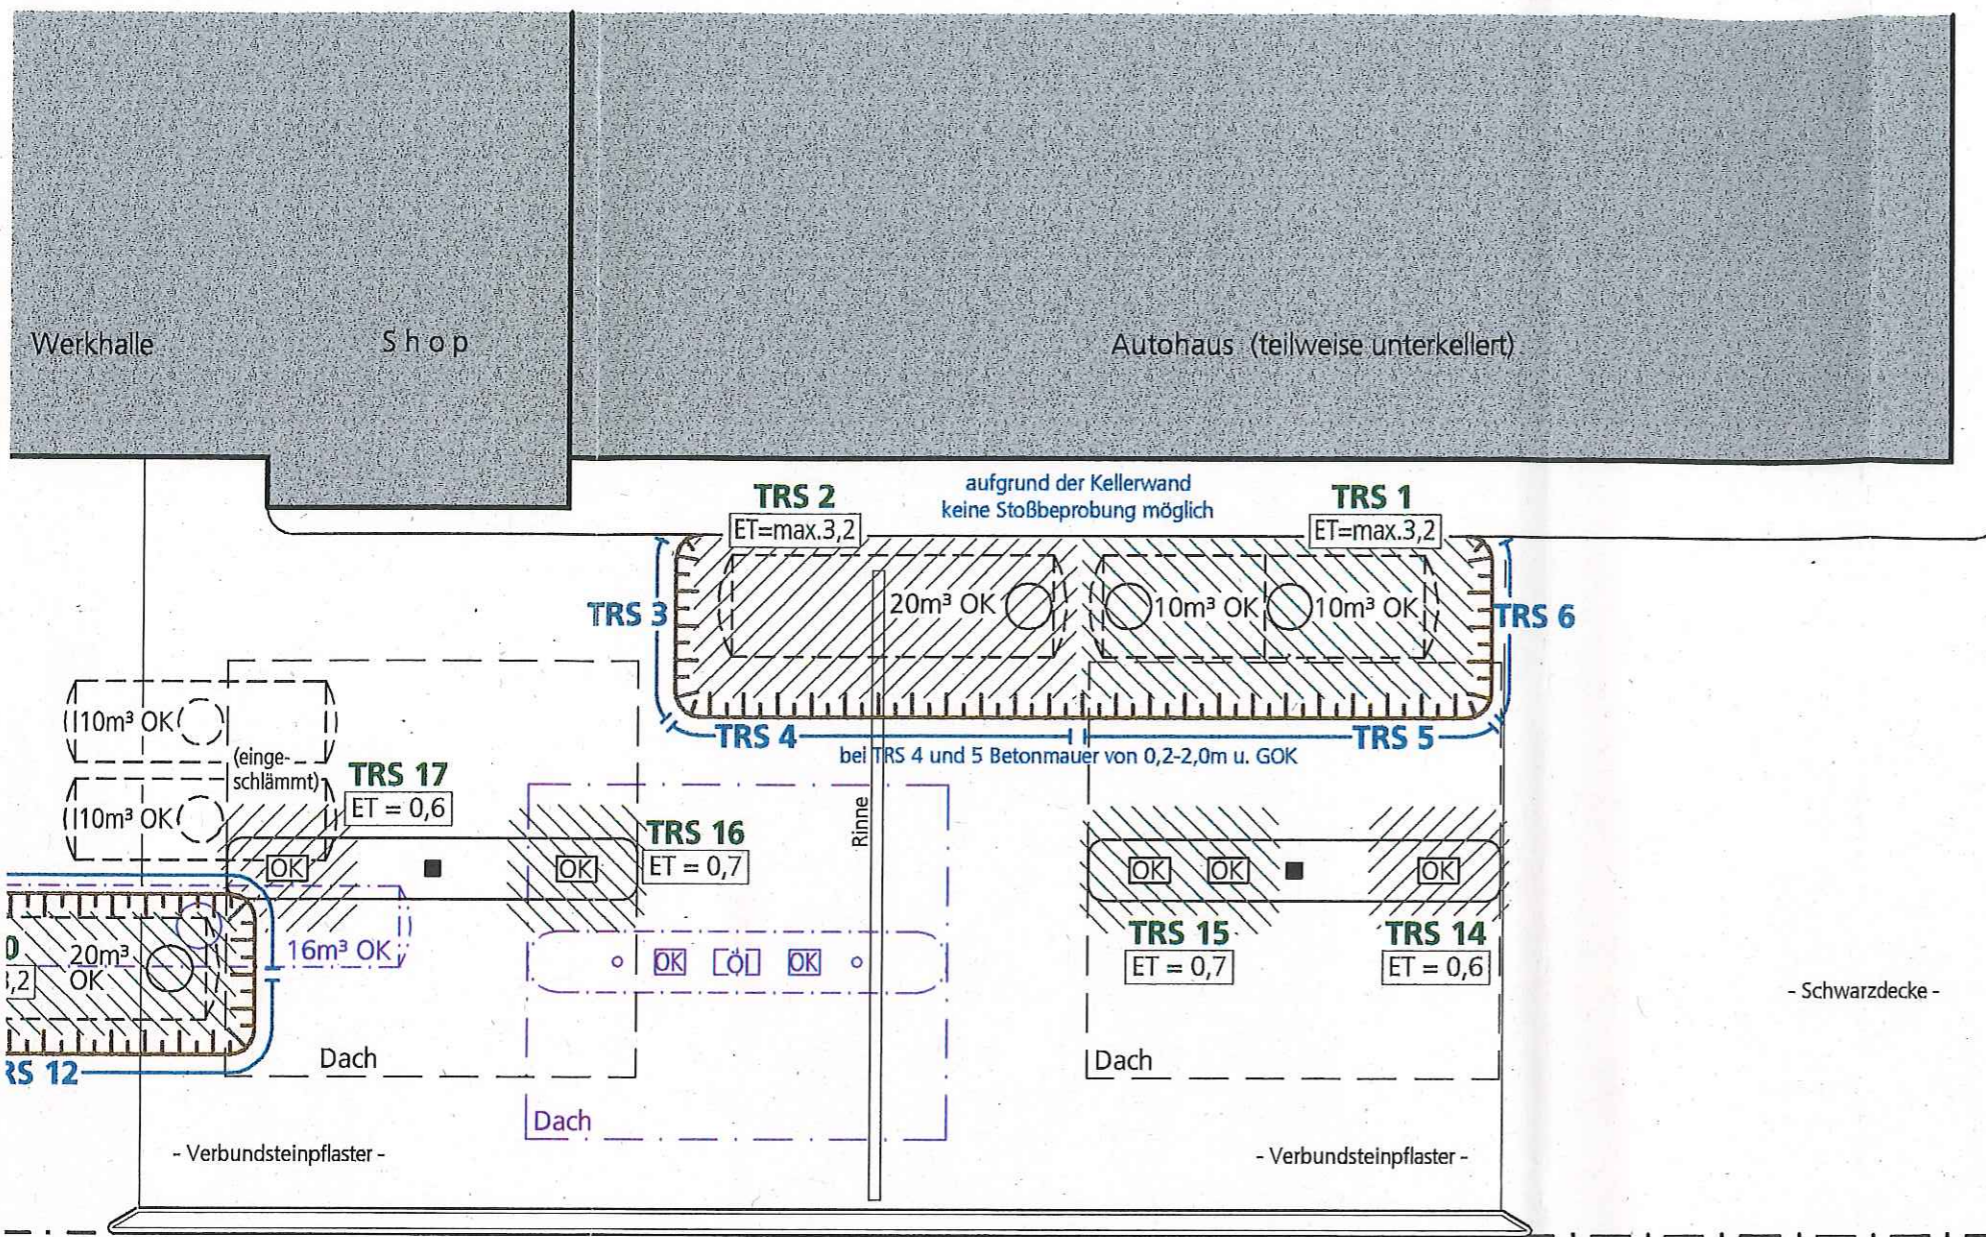 Werkhalle
Shop
Autohaus (teilweise unterkellert)
aufgrund der Kellerwand
keine Stoßbeprobung möglich
TRS 2
ET=max.3,2
TRS 1
ET=max.3,2
TRS 3
20m³ OK
10m³ OK
10m³ OK
TRS 6
TRS 4
TRS 5
bei TRS 4 und 5 Betonmauer von 0,2-2,0m u. GOK
10m³ OK
(einge-
schlämmt)
10m³ OK
TRS 17
ET = 0,6
TRS 16
ET = 0,7
Rinne
OK
OK
OK
OK
OK
TRS 15
ET = 0,7
TRS 14
ET = 0,6
0
,2
20m³
OK
16m³ OK
OK
ÖL
OK
RS 12
Dach
Dach
Dach
- Schwarzdecke -
- Verbundsteinpflaster -
- Verbundsteinpflaster -